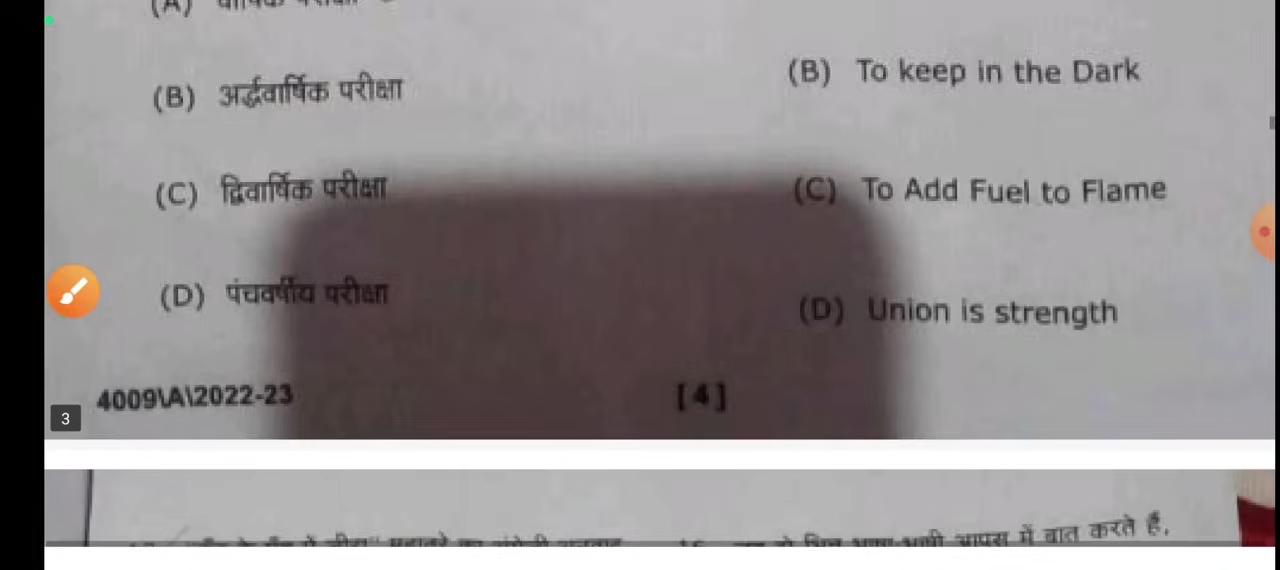 (A) वार्षिक परीक्षा
(B) अर्द्धवार्षिक परीक्षा
(C) द्विवार्षिक परीक्षा
(D) पंचवर्षीय परीक्षा
(B) To keep in the Dark
(C) To Add Fuel to Flame
(D) Union is strength
4009\A\2022-23
[4]
3
आपस में बात करते हैं,